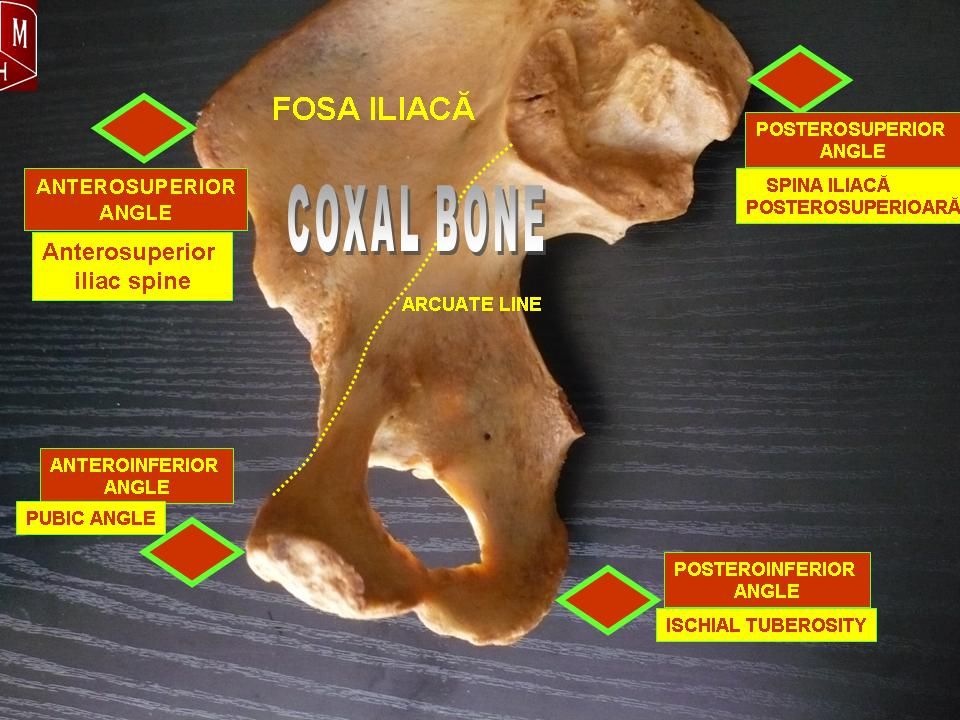 M
H
FOSA ILIACĂ
POSTEROSUPERIOR
ANGLE
SPINA ILIACĂ
POSTEROSUPERIOARĂ
ANTEROSUPERIOR
ANGLE
Anterosuperior
iliac spine
COXAL BONE
ARCUATE LINE
ANTEROINFERIOR
ANGLE
PUBIC ANGLE
POSTEROINFERIOR
ANGLE
ISCHIAL TUBEROSITY